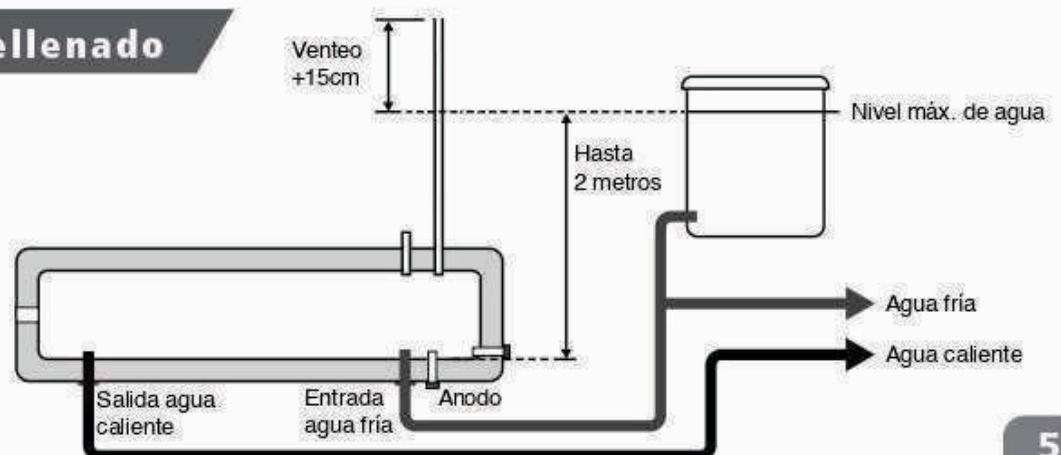 ellenado
Venteo
+15cm
Nivel máx. de agua
Hasta
2 metros
Agua fría
Agua caliente
Salida agua
caliente
Entrada
agua fría
Anodo
5